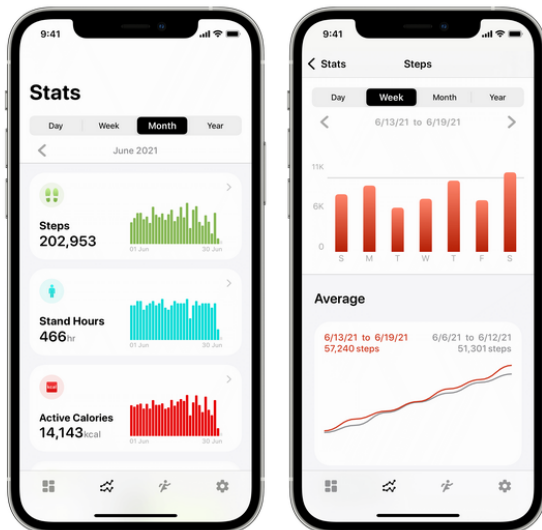 9:41
Stats
Day Week Month Year
June 2021
Steps
202,953
01 Jun 30 Jun
Stand Hours
466hr
01 Jun 30 Jun
kcal
Active Calories
14,143kcal
01 Jun 30 Jun
9:41
Stats Steps
Day Week Month Year
6/13/21 to 6/19/21
11K
6K
0
S M T W T F S
Average
6/13/21 to 6/19/21 6/6/21 to 6/12/21
57,240 steps 51,301 steps